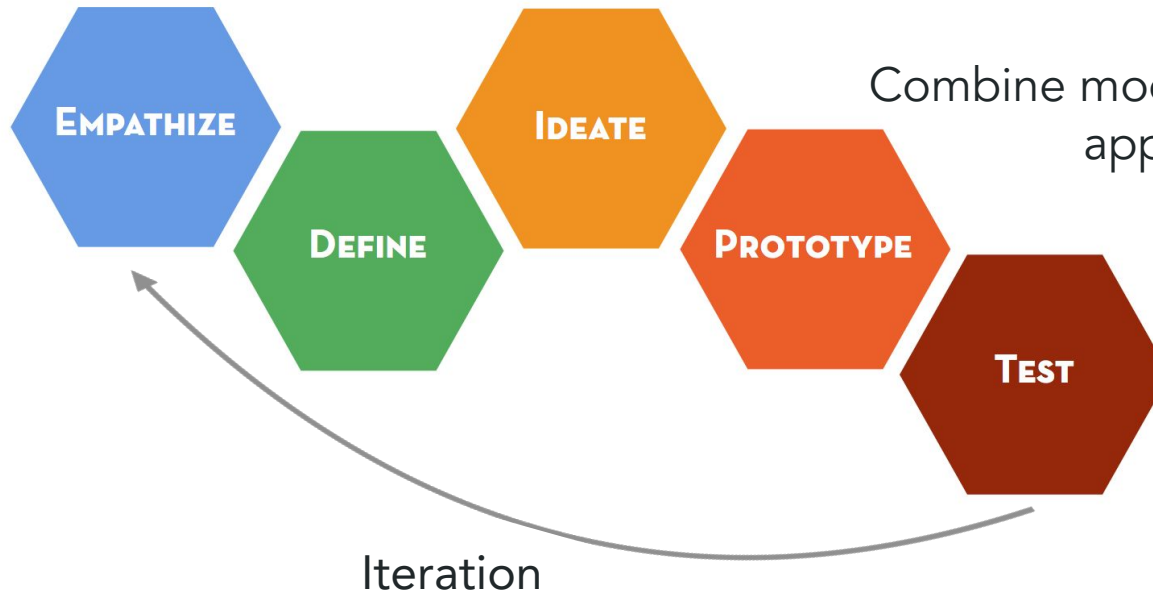 EMPATHIZE
DEFINE
IDEATE
PROTOTYPE
TEST
Combine
Iteration